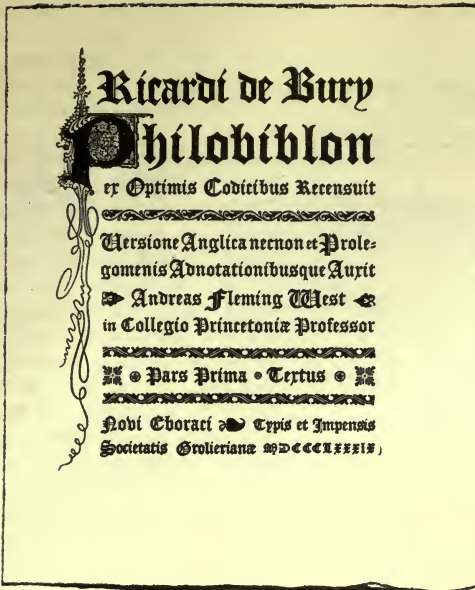 Ricardi de Bury
Philobiblon
ex Optimis Codicibus Recensuit
Versione Anglica necnon et Prole=
gomenis Adnotationibusque Auxit
Andreas Fleming West
in Collegio Princetoniæ Professor
Pars Prima • Textus
Novi Eboraci Typis et Impensis
Societatis Grolierianæ MDCCCLXXXIX